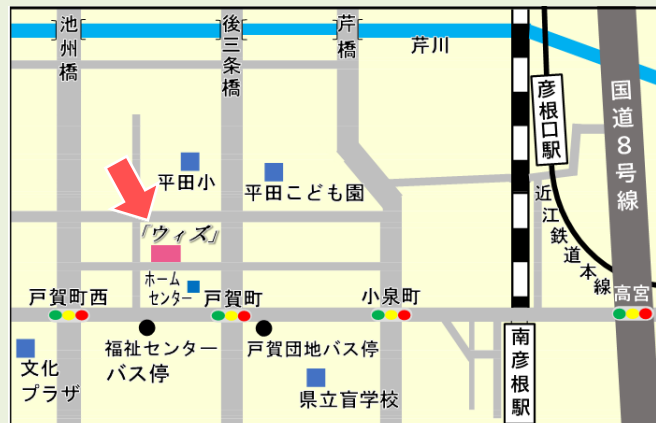 池州橋
後三条橋
芹橋
芹川
彦根口駅
国道8号線
平田小
平田こども園
近江鉄道本線
「ウィズ」
ホーム
センター
戸賀町西
戸賀町
小泉町
高宮
福祉センター
バス停
戸賀団地バス停
南彦根駅
文化
プラザ
県立盲学校